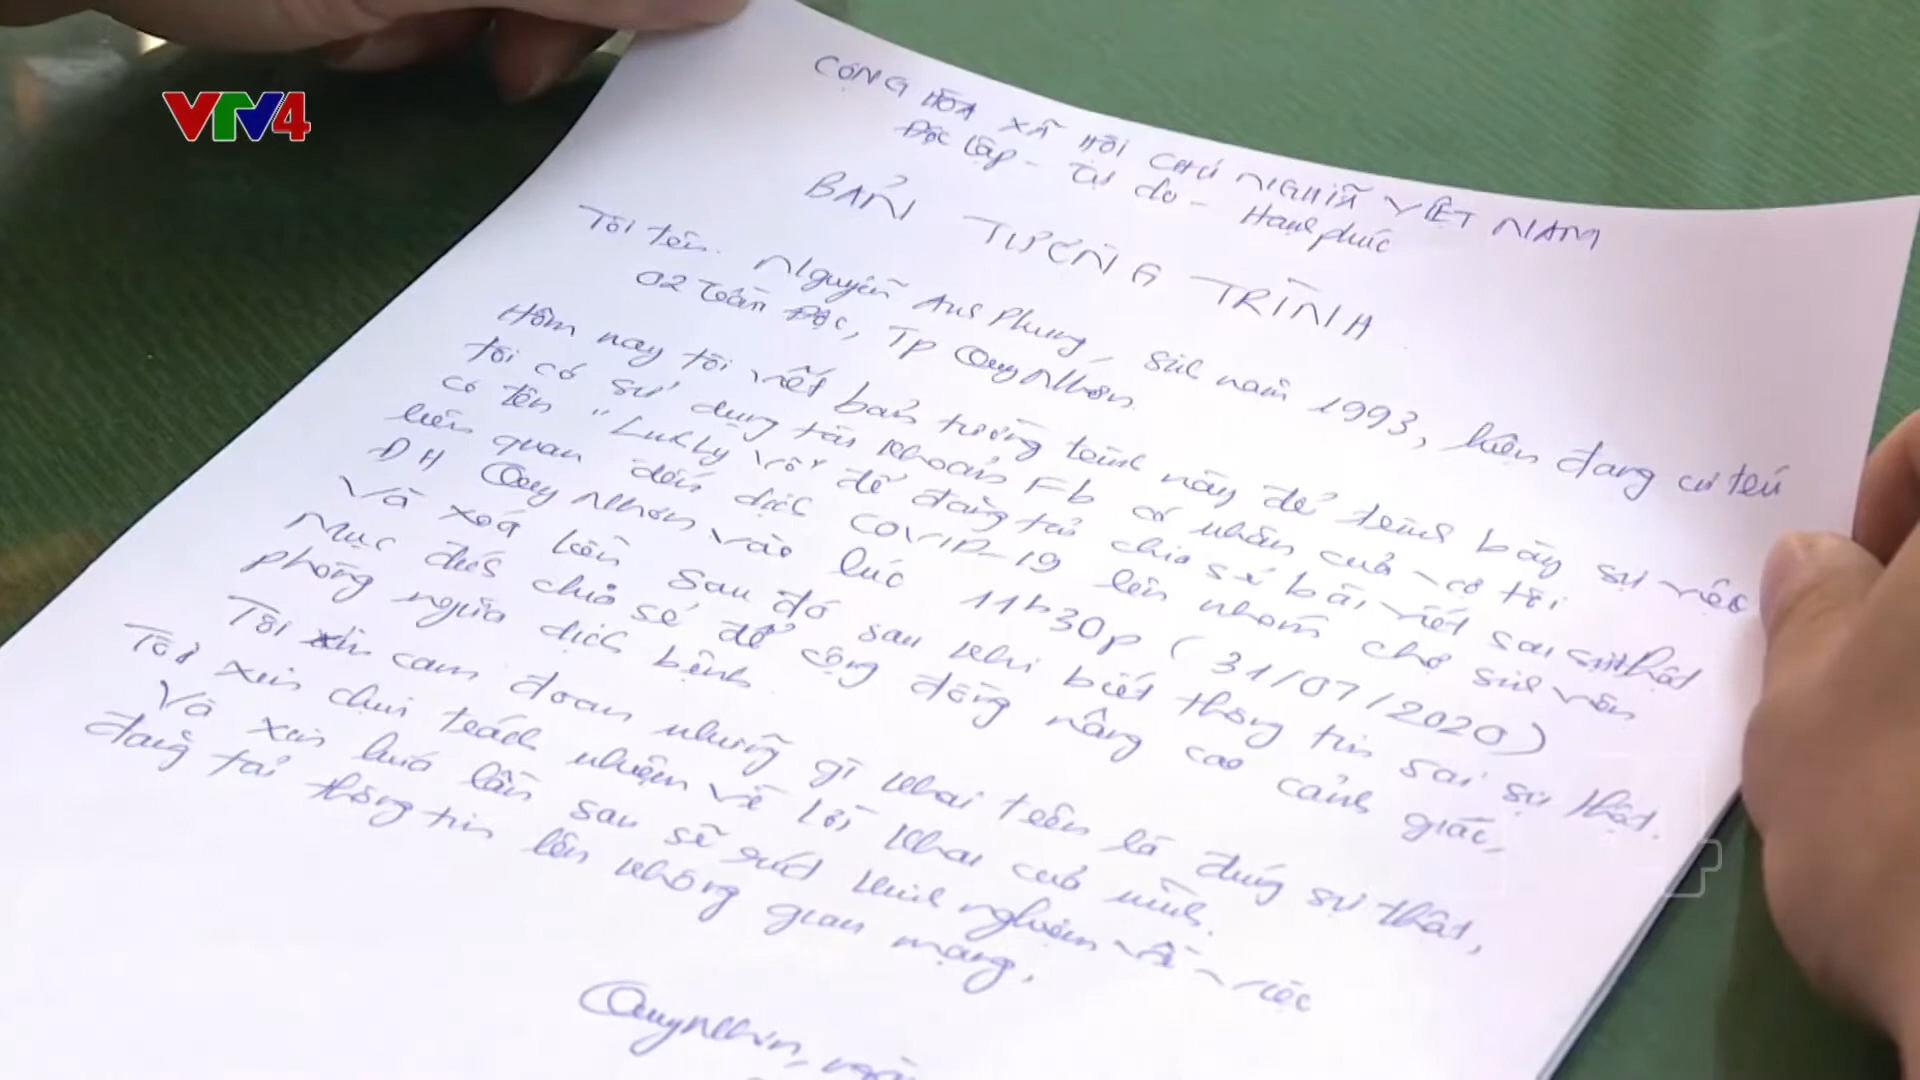 VTV4
CỘNG HÒA XÃ HỘI CHỦ NGHĨA VIỆT NAM
Độc lập - Tự do - Hạnh phúc
BẢN TƯỜNG TRÌNH
Tôi tên: Nguyễn Anh Phụng, sinh năm 1993, hiện đang cư trú
02 Trần Độc, Tp Quy Nhơn.
Hôm nay tôi viết bản tường trình này để trình bày sự việc
tôi có sử dụng tài khoản Fb cá nhân của tôi
có tên "Lucky" để đăng tải chia sẻ bài viết sai sự thật
liên quan đến dịch COVID-19 lên nhóm chợ sinh viên
ĐH Quy Nhơn vào lúc 11h30p (31/07/2020)
Và xoá liền sau đó sau khi biết thông tin sai sự thật.
Mục đích chia sẻ để cộng đồng nâng cao cảnh giác,
phòng ngừa dịch bệnh.
Tôi xin cam đoan những gì khai trên là đúng sự thật,
Tôi xin chịu trách nhiệm về lời khai của mình.
Và xin hứa lần sau sẽ rút kinh nghiệm về việc
đăng tải thông tin lên không gian mạng.
Quy Nhơn, ngày